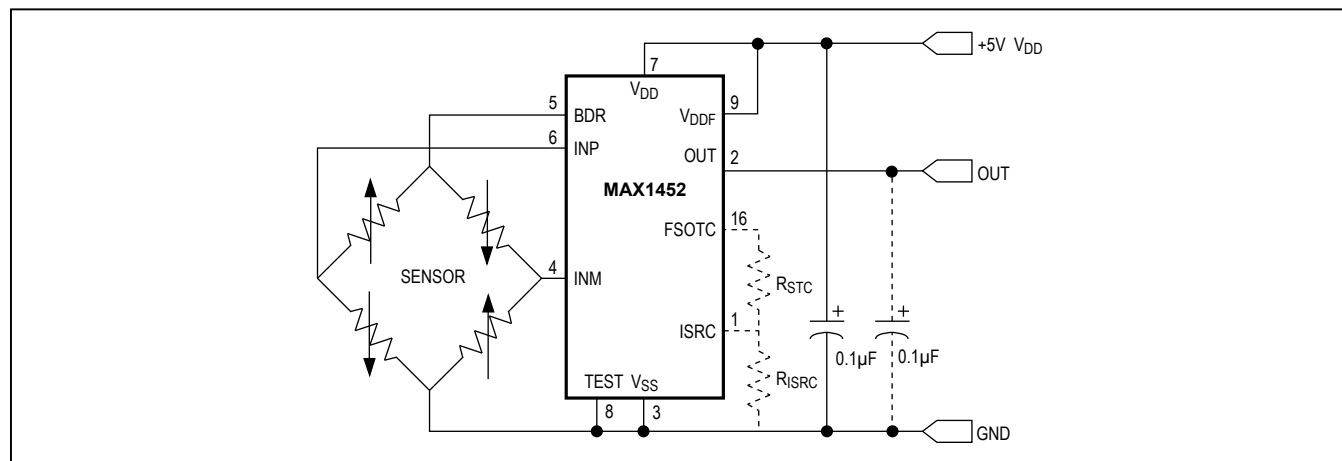 +5V VDD
7
VDD
5
BDR
9
VDDF
6
INP
OUT
2
OUT
MAX1452
16
FSOTC
SENSOR
4
INM
RSTC
1
ISRC
+
+
0.1µF
0.1µF
RISRC
TEST VSS
8
3
GND